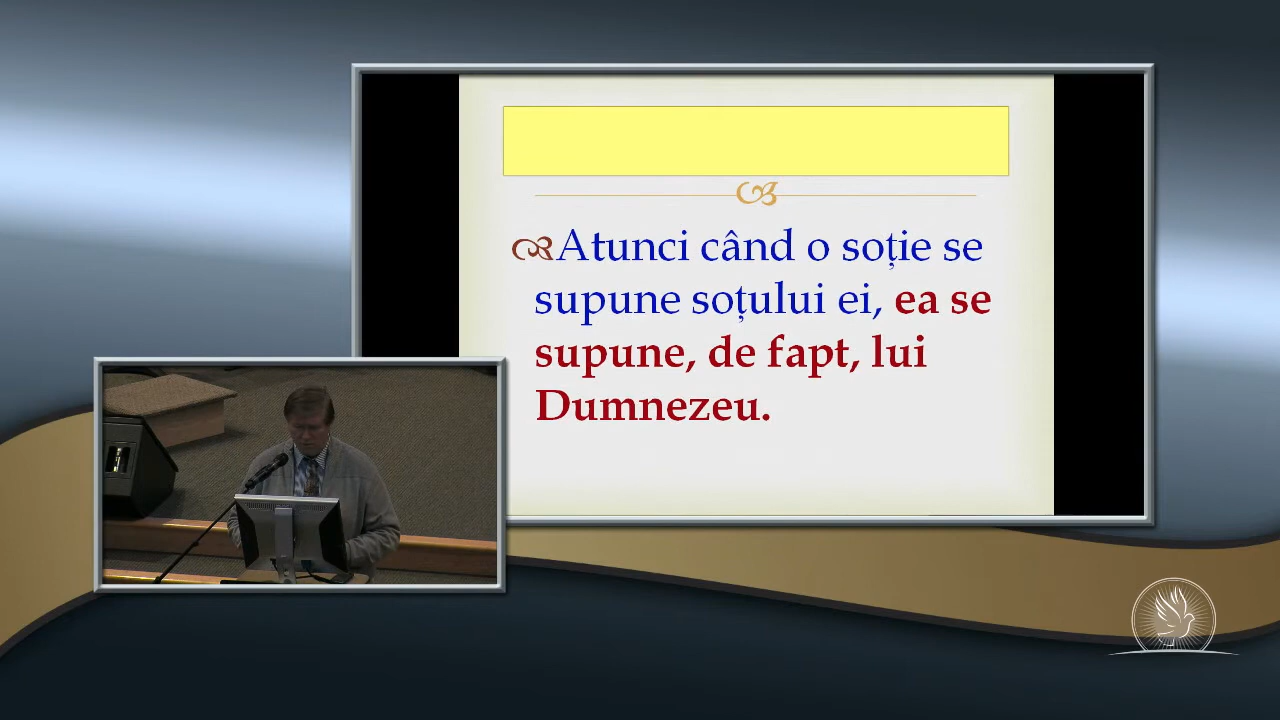 Atunci când o soție se
supune soțului ei, ea se
supune, de fapt, lui
Dumnezeu.